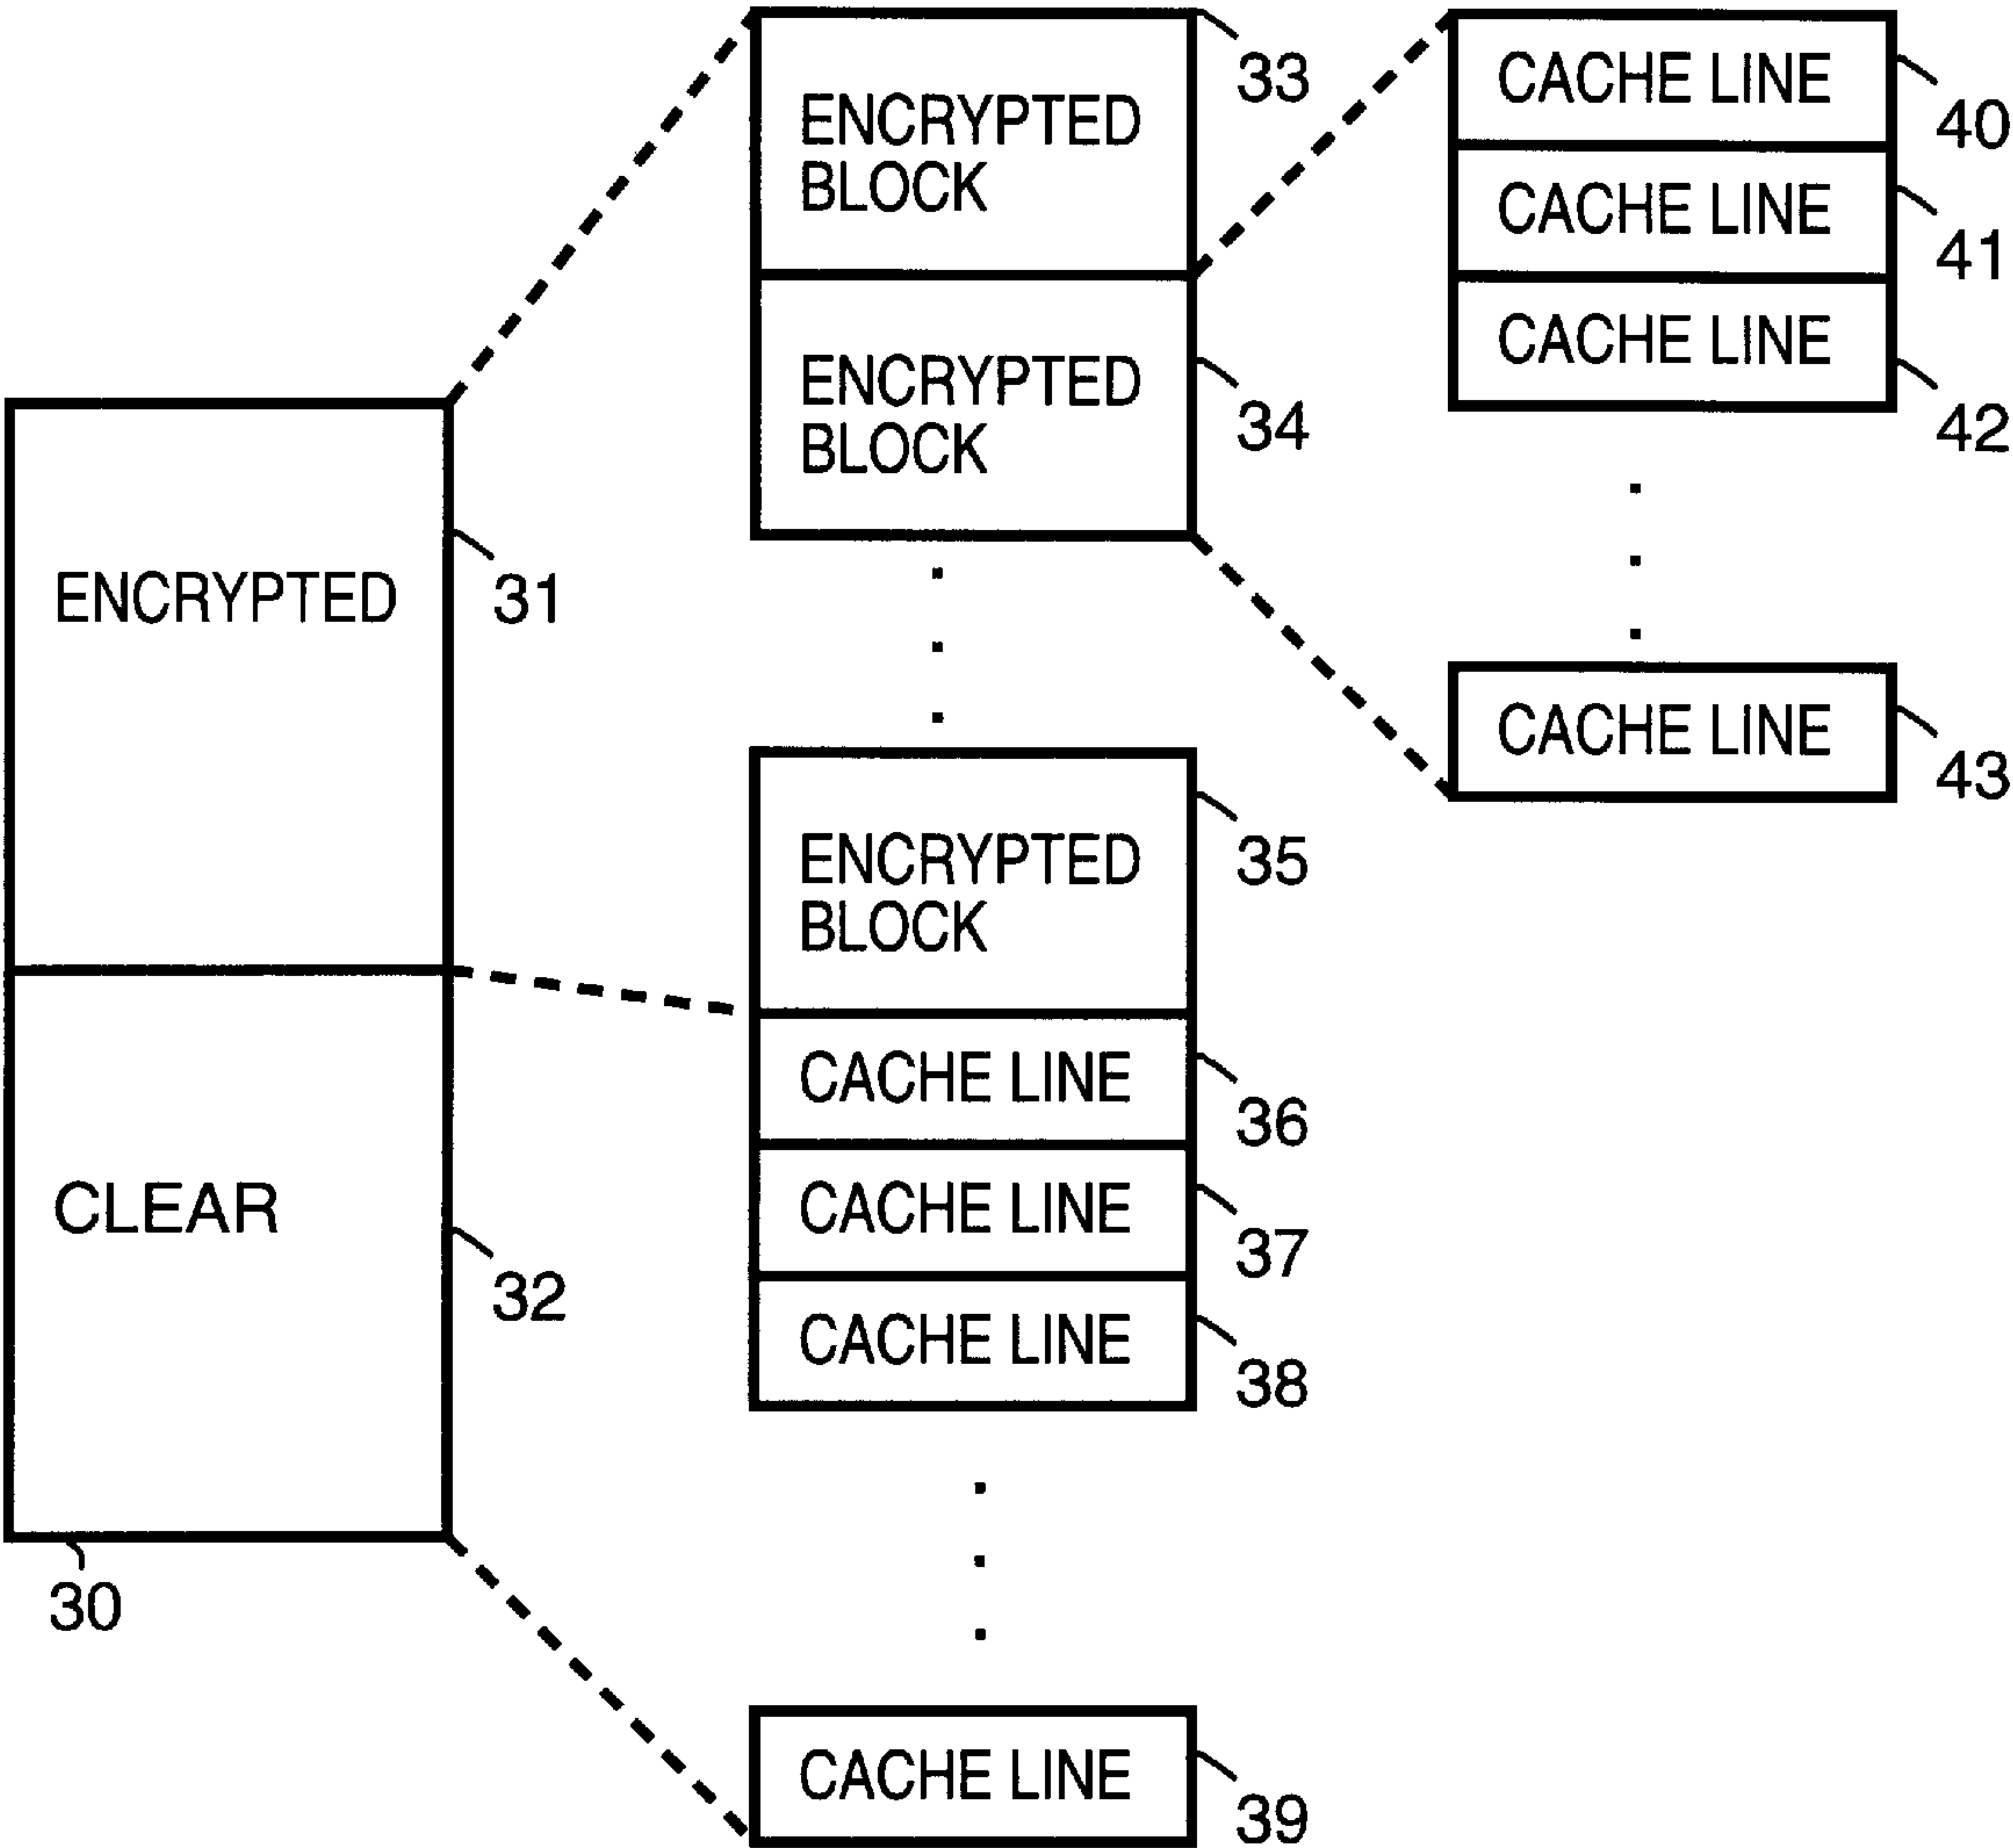 ENCRYPTED
31
CLEAR
32
30
ENCRYPTED
BLOCK
33
ENCRYPTED
BLOCK
34
ENCRYPTED
BLOCK
35
CACHE LINE
36
CACHE LINE
37
CACHE LINE
38
CACHE LINE
39
CACHE LINE
40
CACHE LINE
41
CACHE LINE
42
CACHE LINE
43